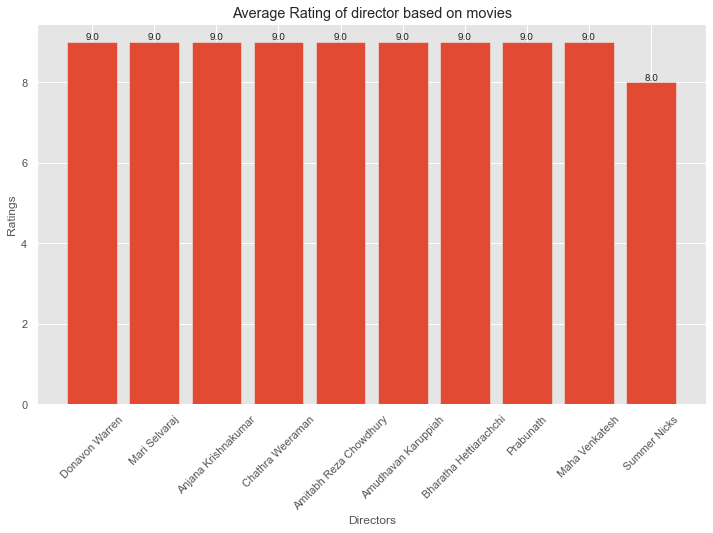 Average Rating of director based on movies
9.0 9.0 9.0 9.0 9.0 9.0 9.0 9.0 9.0 8.0
8
6
4
2
0
Ratings
Donavon Warren
Mari Selvaraj
Anjana Krishnakumar
Chathra Weeraman
Amitabh Reza Chowdhury
Amudhavan Karuppiah
Bharatha Hettiarachchi
Prabunath
Maha Venkatesh
Summer Nicks
Directors